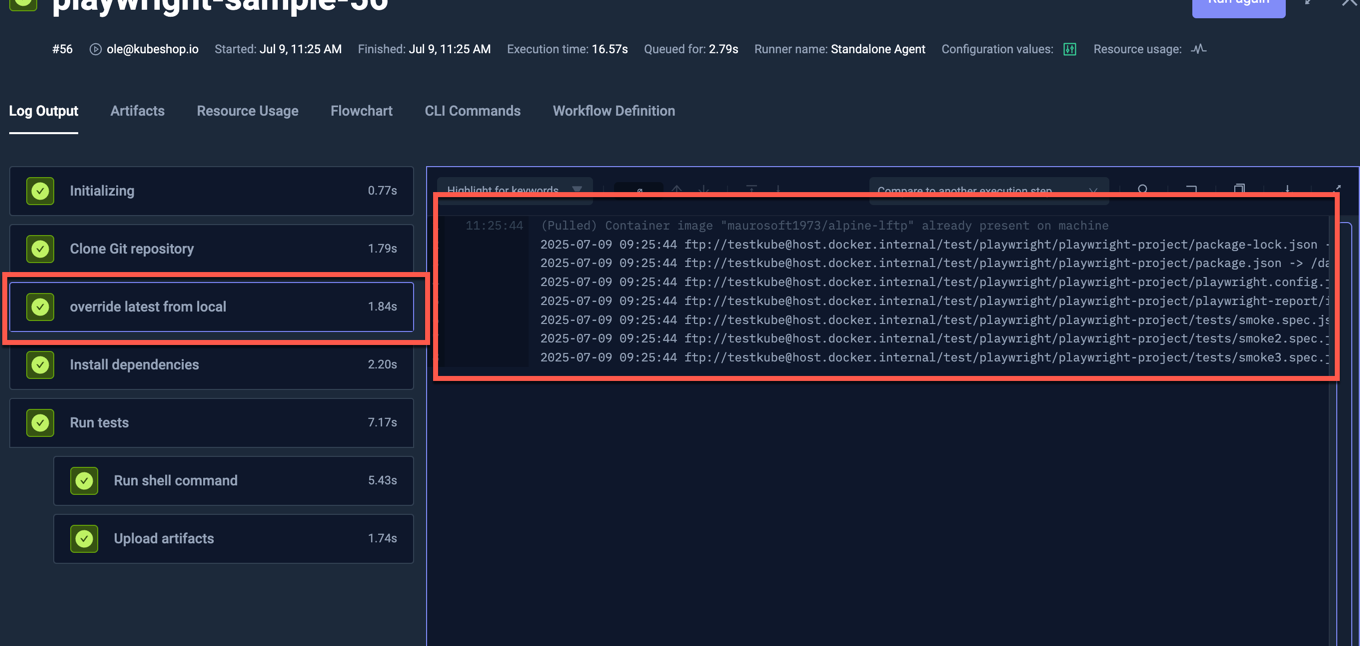 playwright-sample-56
Run again
#56 ole@kubeshop.io Started: Jul 9, 11:25 AM Finished: Jul 9, 11:25 AM Execution time: 16.57s Queued for: 2.79s Runner name: Standalone Agent Configuration values: Resource usage:
Log Output Artifacts Resource Usage Flowchart CLI Commands Workflow Definition
Initializing 0.77s
Clone Git repository 1.79s
override latest from local 1.84s
Install dependencies 2.20s
Run tests 7.17s
Run shell command 5.43s
Upload artifacts 1.74s
Highlight for keywords Compare to another execution step
11:25:44 (Pulled) Container image "maurosoft1973/alpine-lftp" already present on machine
2025-07-09 09:25:44 ftp://testkube@host.docker.internal/test/playwright/playwright-project/package-lock.json -
2025-07-09 09:25:44 ftp://testkube@host.docker.internal/test/playwright/playwright-project/package.json -> /da
2025-07-09 09:25:44 ftp://testkube@host.docker.internal/test/playwright/playwright-project/playwright.config.j
2025-07-09 09:25:44 ftp://testkube@host.docker.internal/test/playwright/playwright-project/playwright-report/i
2025-07-09 09:25:44 ftp://testkube@host.docker.internal/test/playwright/playwright-project/tests/smoke.spec.js
2025-07-09 09:25:44 ftp://testkube@host.docker.internal/test/playwright/playwright-project/tests/smoke2.spec.j
2025-07-09 09:25:44 ftp://testkube@host.docker.internal/test/playwright/playwright-project/tests/smoke3.spec.j